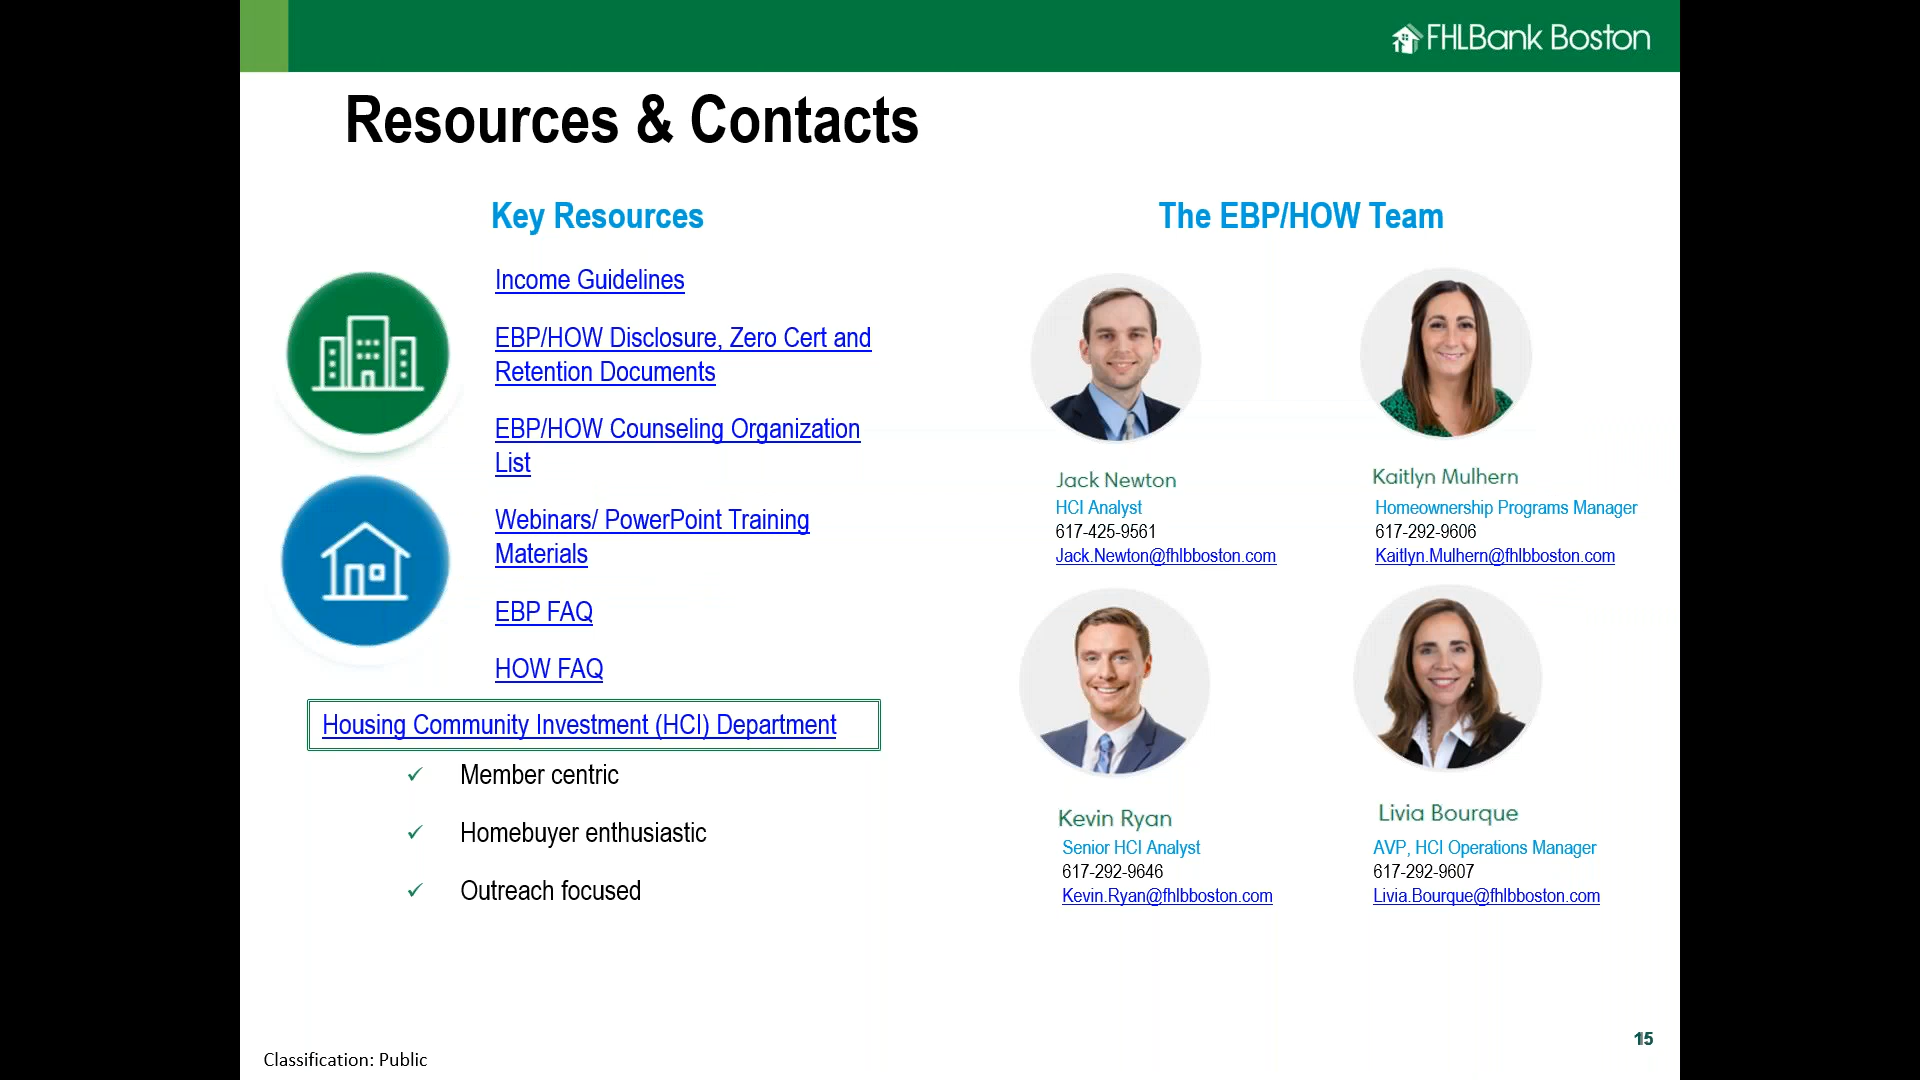 FHLBank Boston
Resources & Contacts
Key Resources
Income Guidelines
EBP/HOW Disclosure, Zero Cert and
Retention Documents
EBP/HOW Counseling Organization
List
Webinars/ PowerPoint Training
Materials
EBP FAQ
HOW FAQ
Housing Community Investment (HCI) Department
Member centric
Homebuyer enthusiastic
Outreach focused
The EBP/HOW Team
Jack Newton
HCI Analyst
617-425-9561
Jack.Newton@fhlbboston.com
Kaitlyn Mulhern
Homeownership Programs Manager
617-292-9606
Kaitlyn.Mulhern@fhlbboston.com
Kevin Ryan
Senior HCI Analyst
617-292-9646
Kevin.Ryan@fhlbboston.com
Livia Bourque
AVP, HCI Operations Manager
617-292-9607
Livia.Bourque@fhlbboston.com
15
Classification: Public